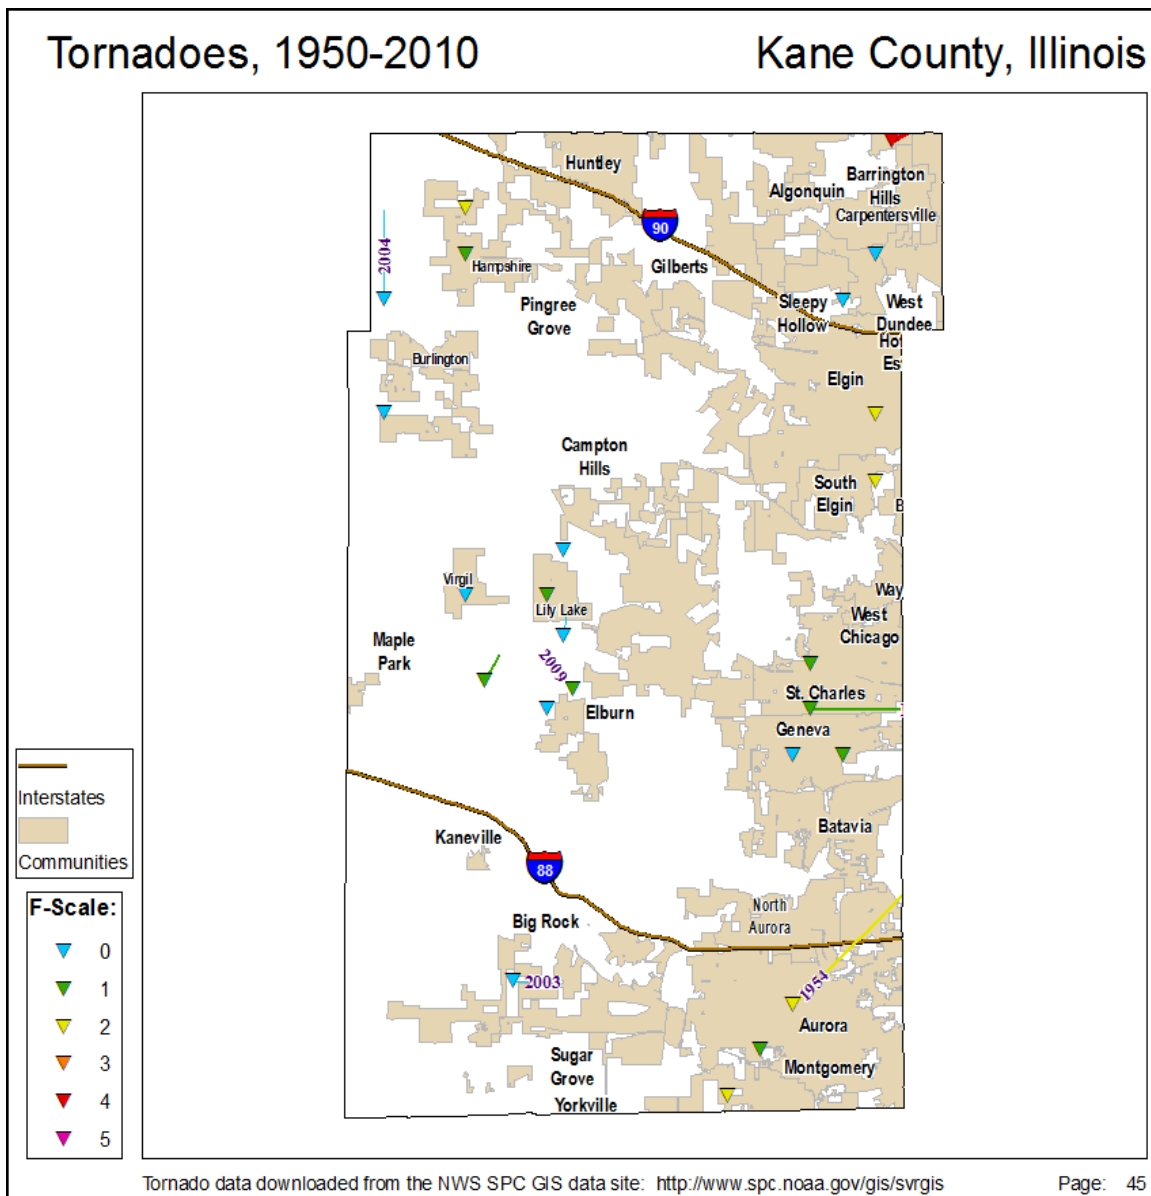 Tornadoes, 1950-2010
Kane County, Illinois
Huntley
Algonquin
Barrington
Hills
Carpentersville
90
2004
Hampshire
Gilberts
Pingree
Grove
Sleepy
Hollow
West
Dundee
Ho
Es
Burlington
Elgin
Campton
Hills
South
Elgin
B
Virgil
Lily Lake
Way
West
Chicago
Maple
Park
2009
St. Charles
Elburn
Geneva
Interstates
Communities
Kaneville
Batavia
88
North
Aurora
Big Rock
2003
1954
Aurora
Sugar
Grove
Montgomery
Yorkville
F-Scale:
0
1
2
3
4
5
Tornado data downloaded from the NWS SPC GIS data site: http://www.spc.noaa.gov/gis/svrgis
Page: 45